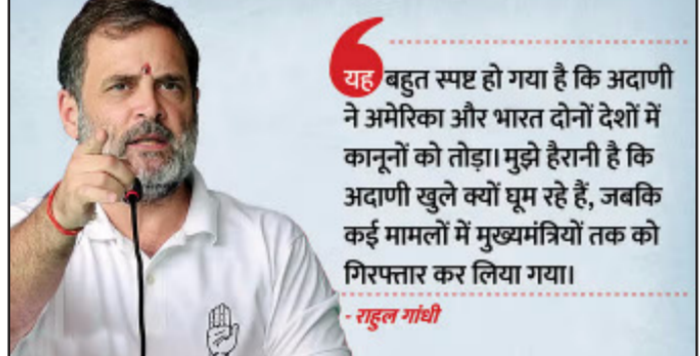 यह बहुत स्पष्ट हो गया है कि अदाणी
ने अमेरिका और भारत दोनों देशों में
कानूनों को तोड़ा। मुझे हैरानी है कि
अदाणी खुले क्यों घूम रहे हैं, जबकि
कई मामलों में मुख्यमंत्रियों तक को
गिरफ्तार कर लिया गया।
- राहुल गांधी